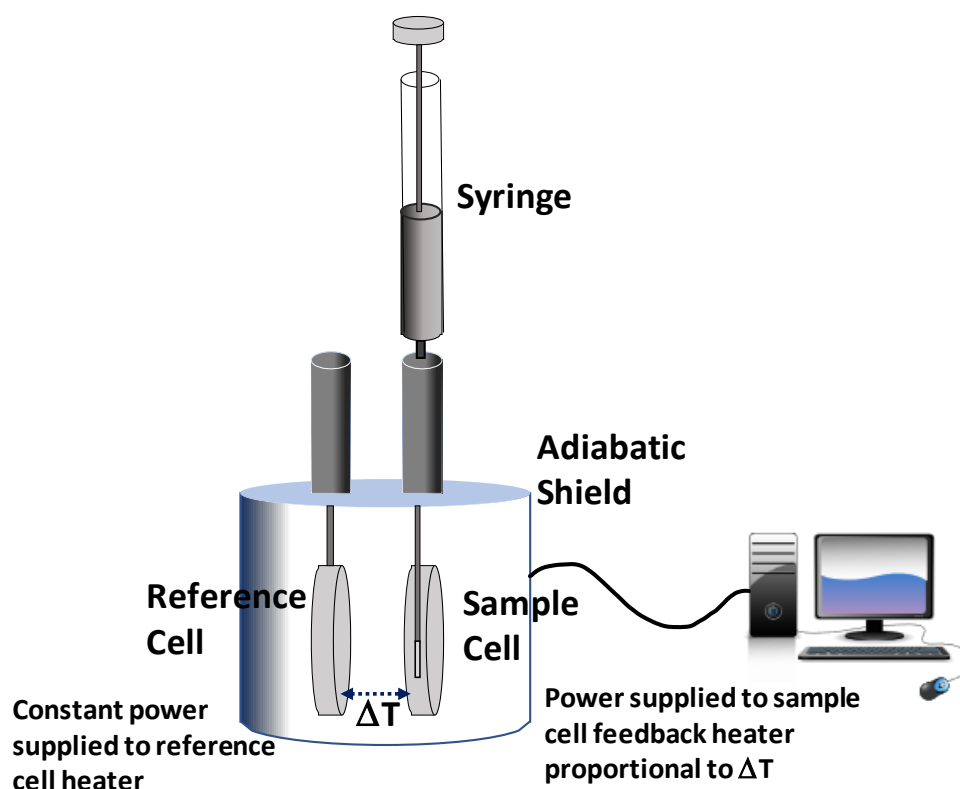 Syringe
Adiabatic
Shield
Reference
Cell
Sample
Cell
ΔT
Constant power
supplied to reference
cell heater
Power supplied to sample
cell feedback heater
proportional to ΔT